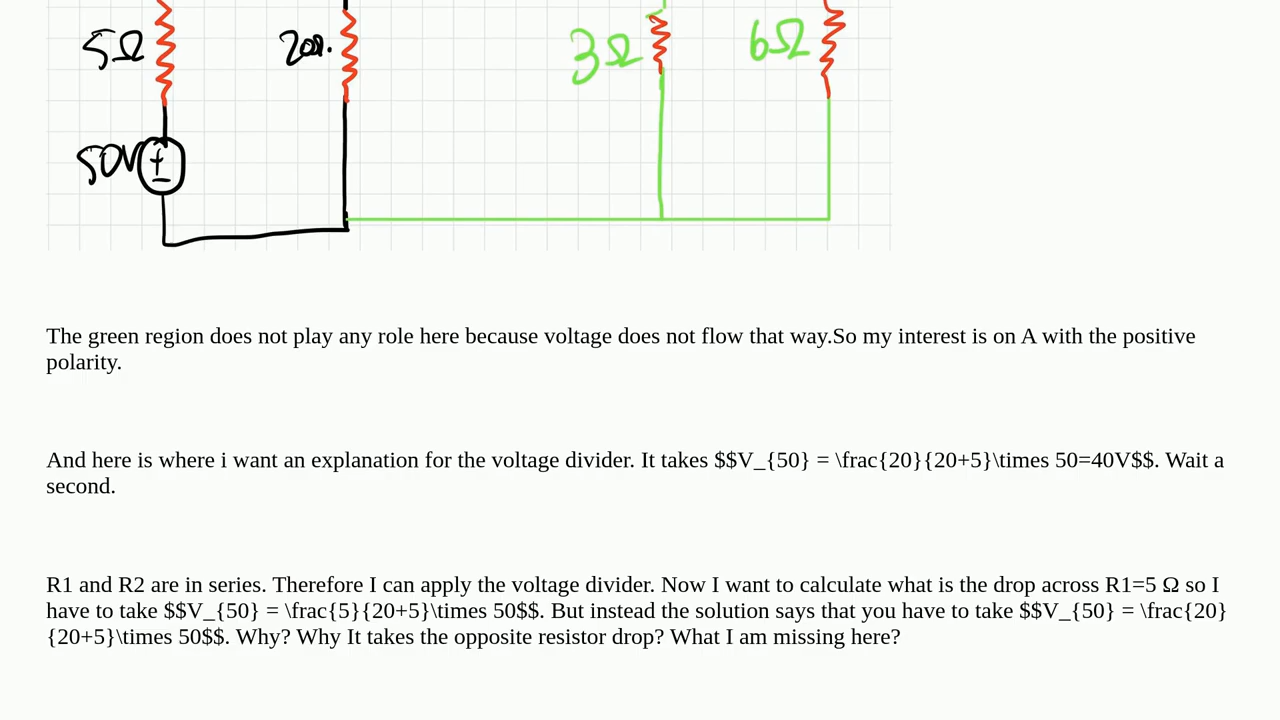 5Ω
20Ω.
3Ω
6Ω
50V
+
-
The green region does not play any role here because voltage does not flow that way.So my interest is on A with the positive
polarity.
And here is where i want an explanation for the voltage divider. It takes $$V_{50} = \frac{20}{20+5}\times 50=40V$$. Wait a
second.
R1 and R2 are in series. Therefore I can apply the voltage divider. Now I want to calculate what is the drop across R1=5 Ω so I
have to take $$V_{50} = \frac{5}{20+5}\times 50$$. But instead the solution says that you have to take $$V_{50} = \frac{20}
{20+5}\times 50$$. Why? Why It takes the opposite resistor drop? What I am missing here?